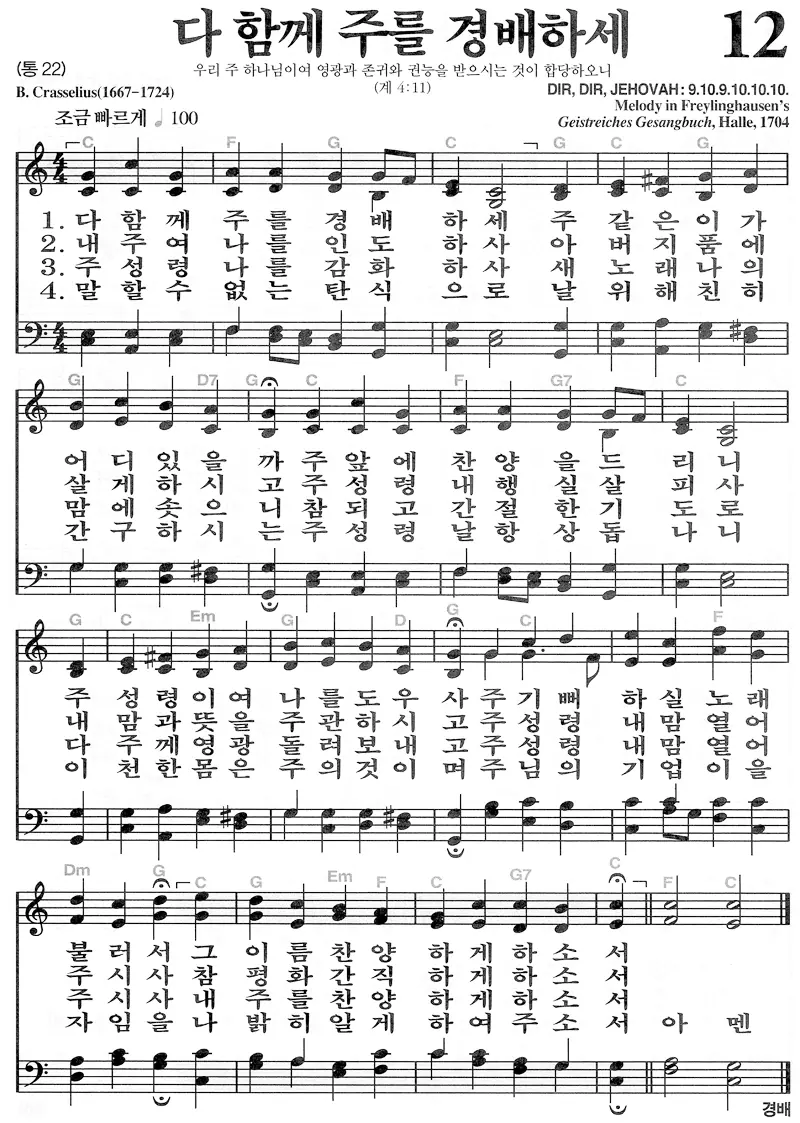 다 함께 주를 경배하세 12
(통 22) 우리 주 하나님이여 영광과 존귀와 권능을 받으시는 것이 합당하오니
(계 4:11)
B. Crasselius(1667-1724) DIR, DIR, JEHOVAH : 9.10.9.10.10.10.
Melody in Freylinghausen's
조금 빠르게 ♩ 100 Geistreiches Gesangbuch, Halle, 1704
C F G C G C G
4 4
1. 다 함 께 주 를 경 배 하 세 주 같 은 이 가
2. 내 주 여 나 를 인 도 하 사 아 버 지 품 에
3. 주 성 령 나 를 감 화 하 사 새 노 래 나 의
4. 말 할 수 없 는 탄 식 으 로 날 위 해 친 히
4 4
G D7 G C F G7 C
어 디 있 을 까 주 앞 에 찬 양 을 드 리 니
살 게 하 시 고 주 성 령 내 행 실 살 피 사
맘 에 솟 으 니 참 되 고 간 절 한 기 도 로
간 구 하 시 는 주 성 령 날 항 상 돕 나 니
G C Em G D G C F
주 성 령 이 여 나 를 도 우 사 주 기 뻐 하 실 노 래
내 맘 과 뜻 을 주 관 하 시 고 주 성 령 내 맘 열 어
다 주 께 영 광 돌 려 보 내 고 주 성 령 내 맘 열 어
이 천 한 몸 은 주 의 것 이 며 주 님 의 기 업 이 을
Dm G C G Em F C G7 C F C
불 러 서 그 이 름 찬 양 하 게 하 소 서
주 시 사 참 평 화 간 직 하 게 하 소 서
주 시 사 내 주 를 찬 양 하 게 하 소 서
자 임 을 나 밝 히 알 게 하 여 주 소 서 아 멘
경배